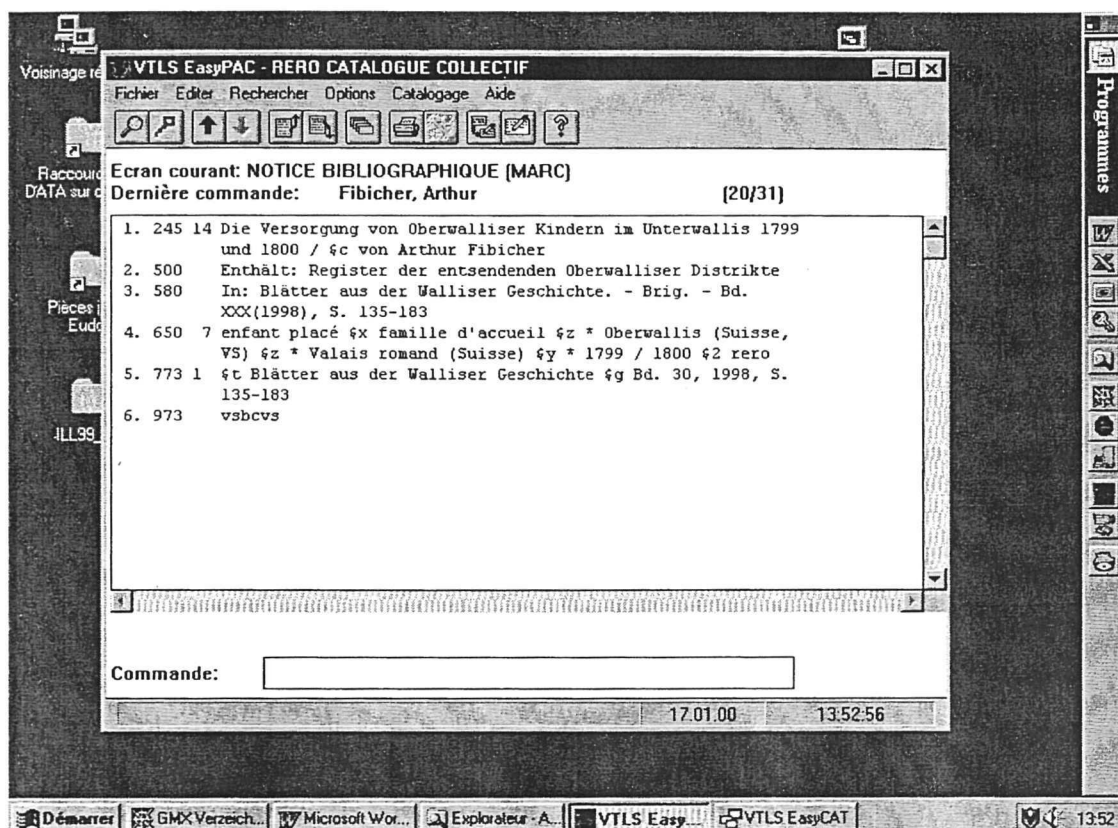 Voisinage ré
VTLS EasyPAC - RERO CATALOGUE COLLECTIF
Fichier Editer Rechercher Options Catalogage Aide
Raccourc
DATA sur c
Ecran courant: NOTICE BIBLIOGRAPHIQUE (MARC)
Dernière commande: Fibicher, Arthur (20/31)
1. 245 14 Die Versorgung von Oberwalliser Kindern im Unterwallis 1799
und 1800 / $c von Arthur Fibicher
2. 500 Enthält: Register der entsendenden Oberwalliser Distrikte
3. 580 In: Blätter aus der Walliser Geschichte. - Brig. - Bd.
XXX(1998), S. 135-183
4. 650 7 enfant placé $x famille d'accueil $z * Oberwallis (Suisse,
VS) $z * Valais romand (Suisse) $y * 1799 / 1800 $2 rero
5. 773 1 $t Blätter aus der Walliser Geschichte $g Bd. 30, 1998, S.
135-183
6. 973 vsbcvs
Pièces j
Eudo
ILL99_
Commande:
17.01.00 13:52:56
Programmes
Démarrer GMX Verzeich... Microsoft Wor... Explorateur - A... VTLS Easy... VTLS EasyCAT 13:52